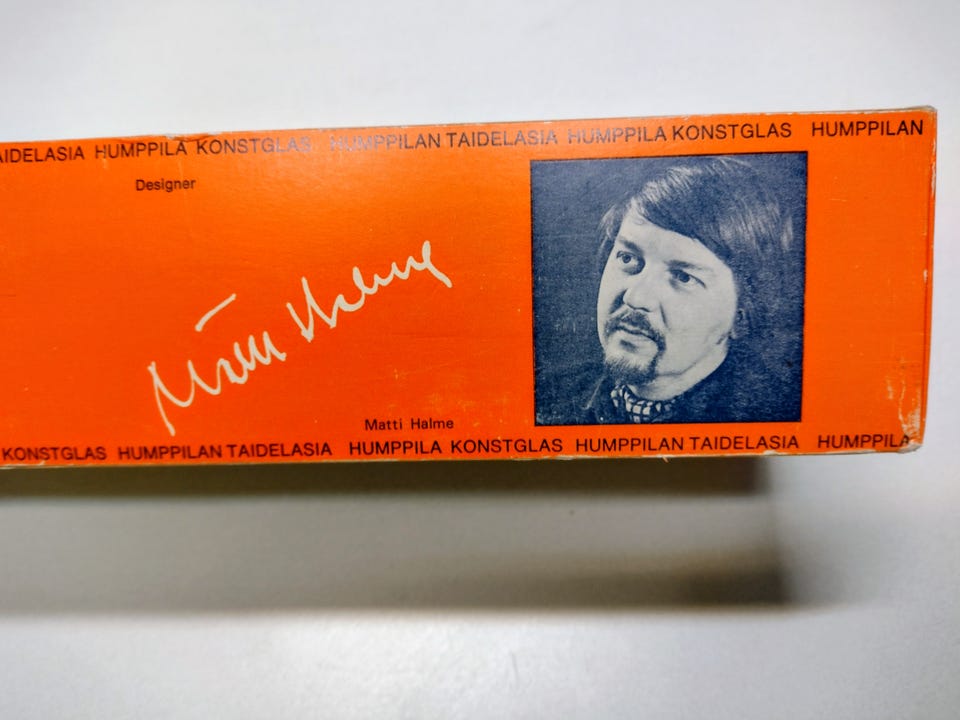 AIDELASIA HUMPPILA KONSTGLAS HUMPPILAN TAIDELASIA HUMPPILA KONSTGLAS HUMPPILAN
Designer
Matti Halme
Matti Halme
KONSTGLAS HUMPPILAN TAIDELASIA HUMPPILA KONSTGLAS HUMPPILAN TAIDELASIA HUMPPILA